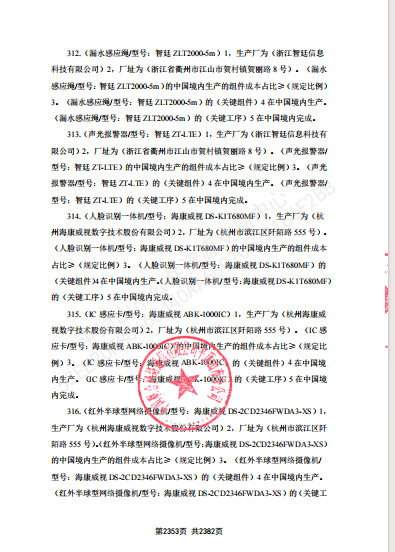 312.（漏水感应绳/型号：智廷 ZLT2000-5m）1，生产厂为（浙江智廷信息
科技有限公司）2，厂址为（浙江省衢州市江山市贺村镇贺丽路 8 号）。（漏水
感应绳/型号：智廷 ZLT2000-5m）的中国境内生产的组件成本占比≥（规定比例）
3。（漏水感应绳/型号：智廷 ZLT2000-5m）的（关键组件）4 在中国境内生产。
（漏水感应绳/型号：智廷 ZLT2000-5m）的（关键工序）5 在中国境内完成。
313.（声光报警器/型号：智廷 ZT-LTE）1，生产厂为（浙江智廷信息科技有
限公司）2，厂址为（浙江省衢州市江山市贺村镇贺丽路 8 号）。（声光报警器/
型号：智廷 ZT-LTE）的中国境内生产的组件成本占比≥（规定比例）3。（声光
报警器/型号：智廷 ZT-LTE）的（关键组件）4 在中国境内生产。（声光报警器/
型号：智廷 ZT-LTE）的（关键工序）5 在中国境内完成。
314.（人脸识别一体机/型号：海康威视 DS-K1T680MF）1，生产厂为（杭
州海康威视数字技术股份有限公司）2，厂址为（杭州市滨江区阡陌路 555 号）。
（人脸识别一体机/型号：海康威视 DS-K1T680MF）的中国境内生产的组件成本
占比≥（规定比例）3。（人脸识别一体机/型号：海康威视 DS-K1T680MF）的
（关键组件）4 在中国境内生产。（人脸识别一体机/型号：海康威视 DS-K1T680MF）
的（关键工序）5 在中国境内完成。
315.（IC 感应卡/型号：海康威视 ABK-1000IC）1，生产厂为（杭州海康威
视数字技术股份有限公司）2，厂址为（杭州市滨江区阡陌路 555 号）。（IC 感
应卡/型号：海康威视 ABK-1000IC）的中国境内生产的组件成本占比≥（规定比
例）3。（IC 感应卡/型号：海康威视 ABK-1000IC）的（关键组件）4 在中国境
内生产。（IC 感应卡/型号：海康威视 ABK-1000IC）的（关键工序）5 在中国境
内完成。
316.（红外半球型网络摄像机/型号：海康威视 DS-2CD2346FWDA3-XS）1，
生产厂为（杭州海康威视数字技术股份有限公司）2，厂址为（杭州市滨江区阡
陌路 555 号）。（红外半球型网络摄像机/型号：海康威视 DS-2CD2346FWDA3-XS）
的中国境内生产的组件成本占比≥（规定比例）3。（红外半球型网络摄像机/
型号：海康威视 DS-2CD2346FWDA3-XS）的（关键组件）4 在中国境内生产。
（红外半球型网络摄像机/型号：海康威视 DS-2CD2346FWDA3-XS）的（关键工
第2353页 共2382页